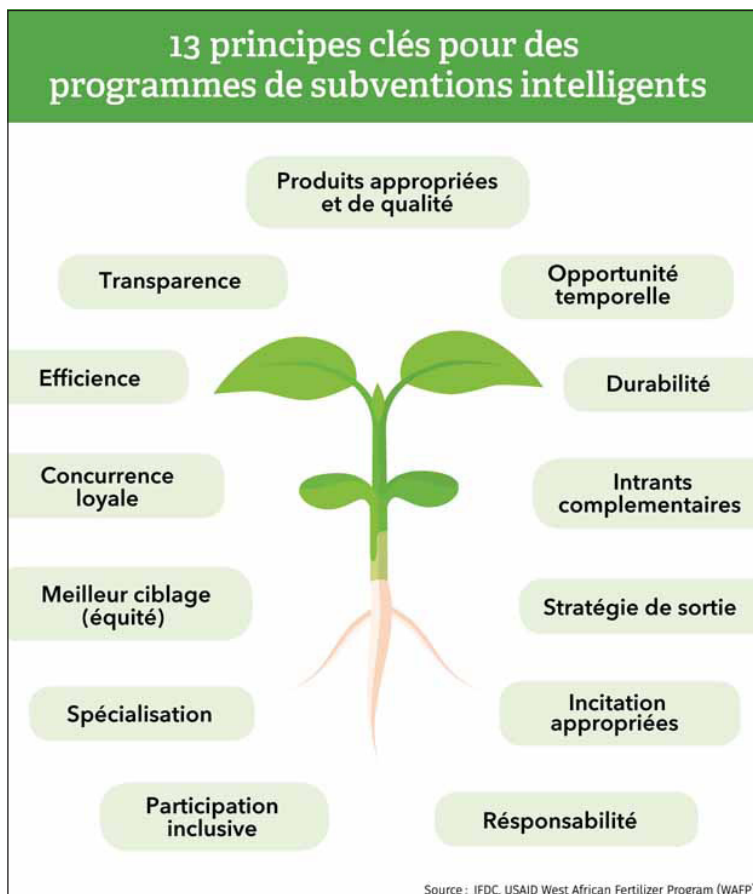 13 principes clés pour des
programmes de subventions intelligents
Produits appropriées
et de qualité
Transparence
Opportunité
temporelle
Efficience
Durabilité
Concurrence
loyale
Intrants
complementaires
Meilleur ciblage
(équité)
Stratégie de sortie
Spécialisation
Incitation
appropriées
Participation
inclusive
Résponsabilité
Source : IFDC, USAID West African Fertilizer Program (WAFP)